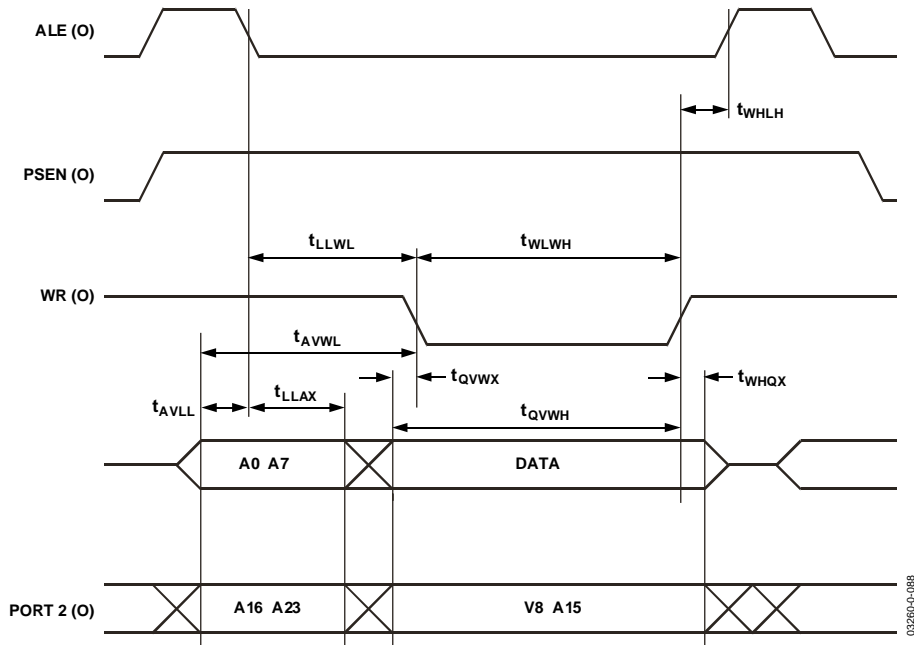 ALE (O)
tWHLH
PSEN (O)
tLLWL
tWLWH
WR (O)
tAVWL
tQVWX
tWHQX
tAVLL
tLLAX
tQVWH
A0 A7
DATA
PORT 2 (O)
A16 A23
V8 A15
03260-0-088